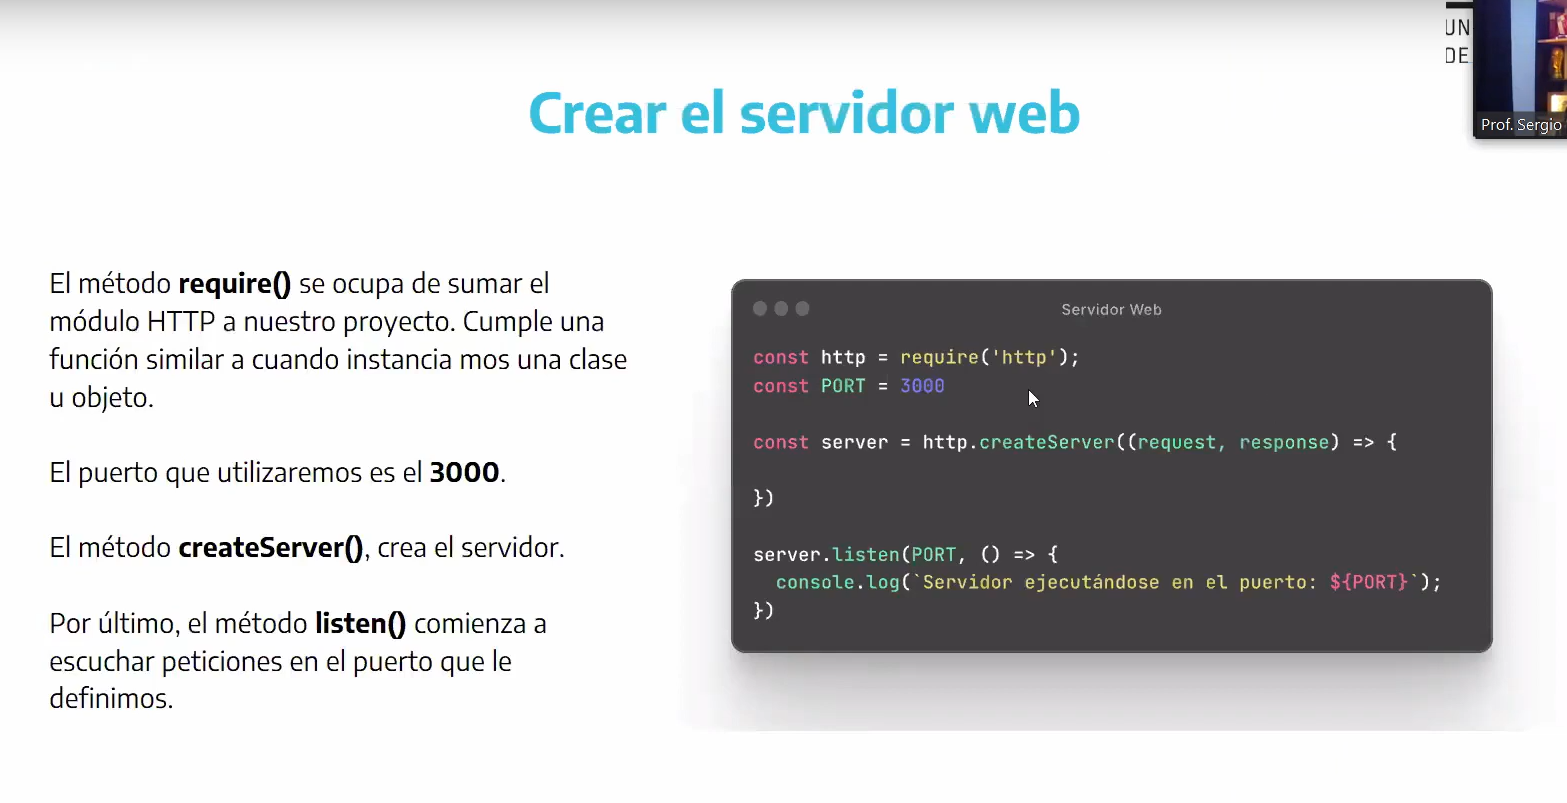 UN
DE
Prof. Sergio
Crear el servidor web
El método require() se ocupa de sumar el
módulo HTTP a nuestro proyecto. Cumple una
función similar a cuando instancia mos una clase
u objeto.
El puerto que utilizaremos es el 3000.
El método createServer(), crea el servidor.
Por último, el método listen() comienza a
escuchar peticiones en el puerto que le
definimos.
Servidor Web
const http = require('http');
const PORT = 3000
const server = http.createServer((request, response) => {
})
server.listen(PORT, () => {
console.log(`Servidor ejecutándose en el puerto: ${PORT}`);
})